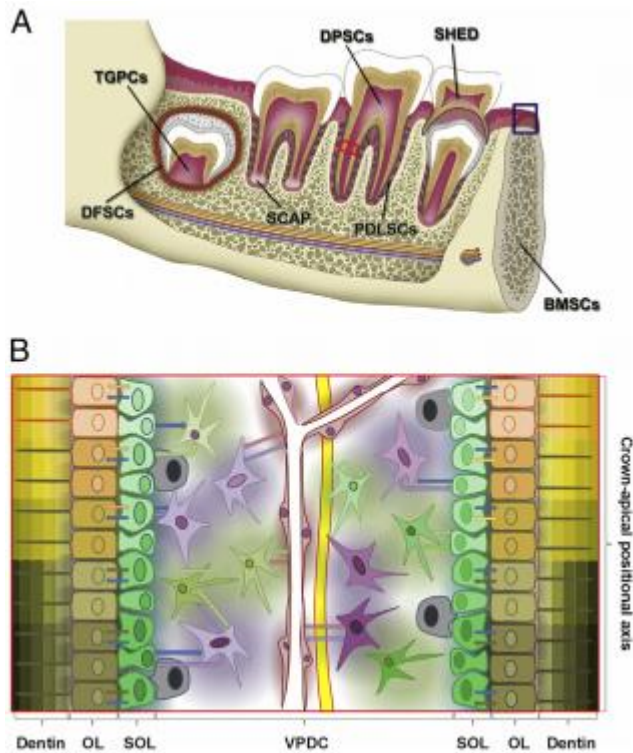 A
DPSCs
SHED
TGPCs
DFSCs
SCAP
PDLSCs
BMSCs
B
Crown-apical positional axis
Dentin OL SOL VPDC SOL OL Dentin